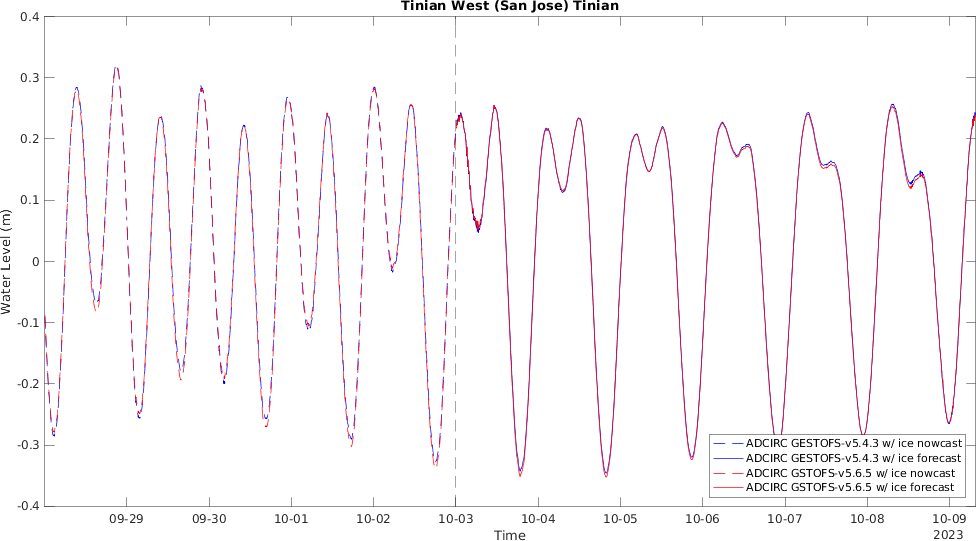 Tinian West (San Jose) Tinian
0.4
0.3
0.2
0.1
0
-0.1
-0.2
-0.3
-0.4
Water Level (m)
ADCIRC GESTOFS-v5.4.3 w/ ice nowcast
ADCIRC GESTOFS-v5.4.3 w/ ice forecast
ADCIRC GSTOFS-v5.6.5 w/ ice nowcast
ADCIRC GSTOFS-v5.6.5 w/ ice forecast
09-29 09-30 10-01 10-02 10-03 10-04 10-05 10-06 10-07 10-08 10-09
Time 2023